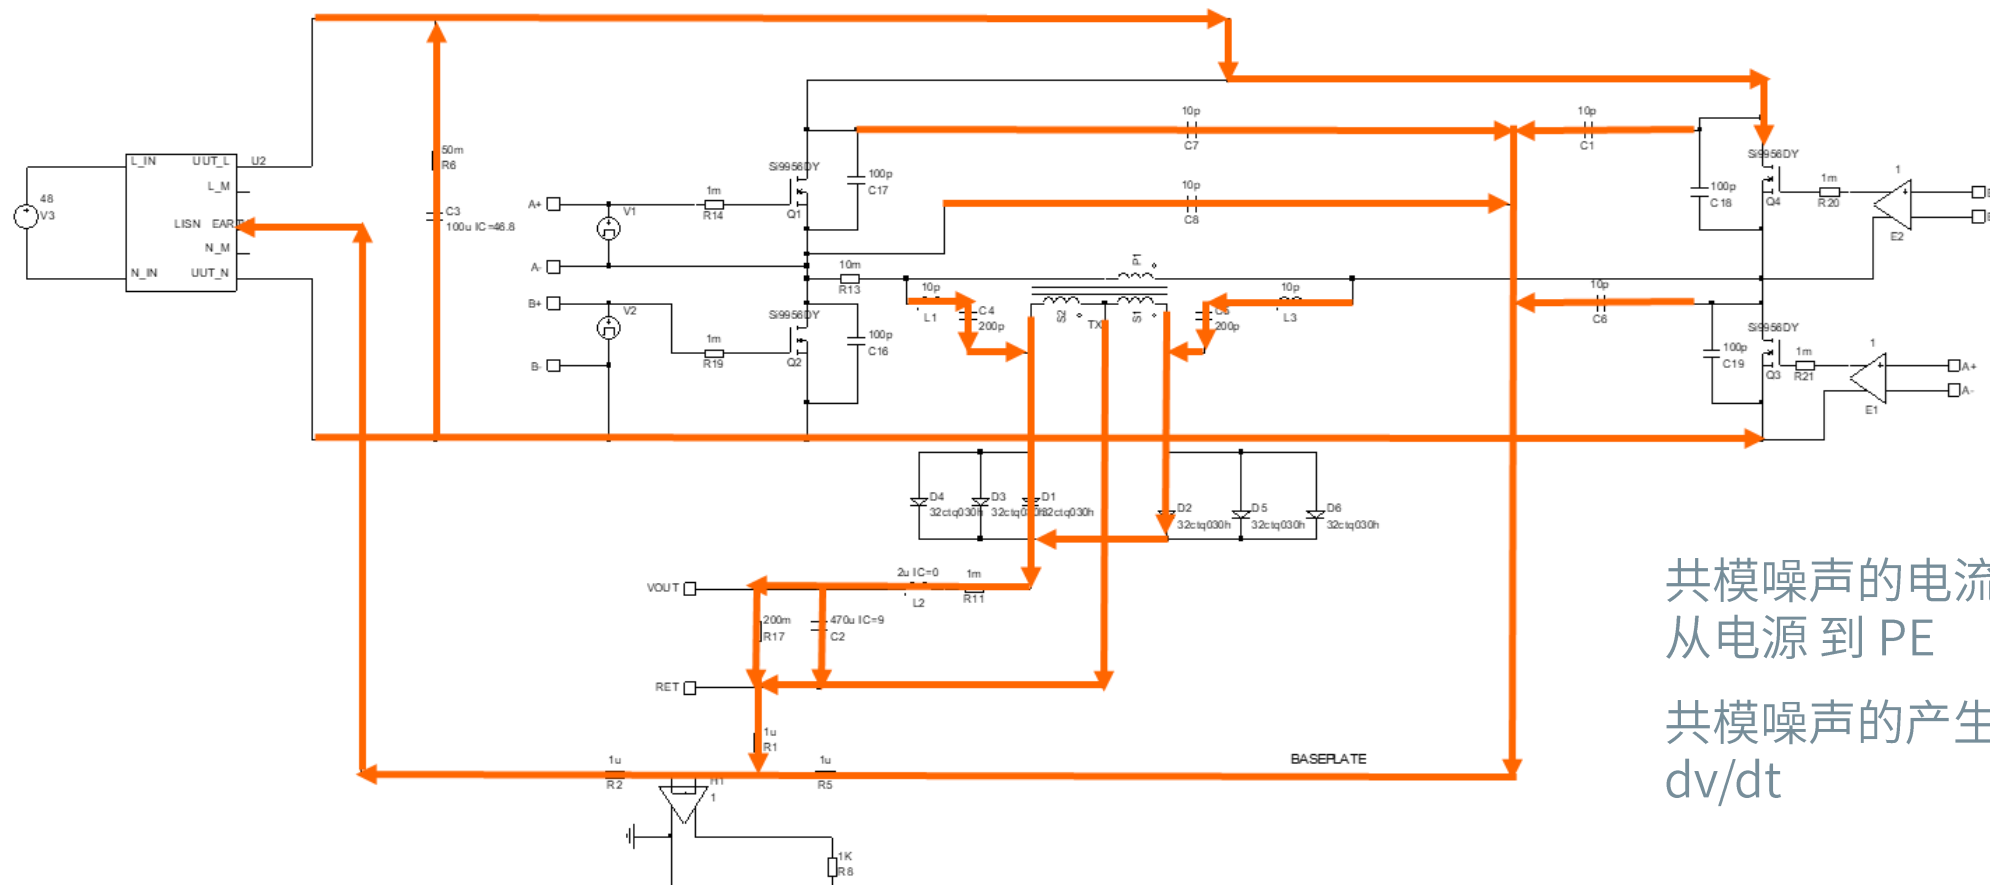 10p
C7
10p
C1
50m
R6
L_IN
UUT_L
U2
L_M
LISN
N_M
N_IN
UUT_N
48
V3
C3
100u IC=46.8
Si9956DY
100p
C17
Q1
1m
R14
A+
V1
A-
10p
C8
10m
R13
P1
B+
V2
B-
1m
R19
Si9956DY
Q2
100p
C16
10p
L1
C4
200p
S2
TX
S1
200p
10p
L3
10p
C6
Si9956DY
100p
C18
Q4
1m
R20
1
E2
Si9956DY
100p
C19
Q3
1m
R21
1
E1
A+
A-
D4
32ctq030h
D3
D1
D2
32ctq030h
D5
32ctq030h
D6
32ctq030h
VOUT
2u IC=0
L2
1m
R11
200m
R17
470u IC=9
C2
RET
1u
R1
1u
R2
1u
R5
1
BASEPLATE
1K
R8
共模噪声的电流
从电源 到 PE
共模噪声的产生
dv/dt